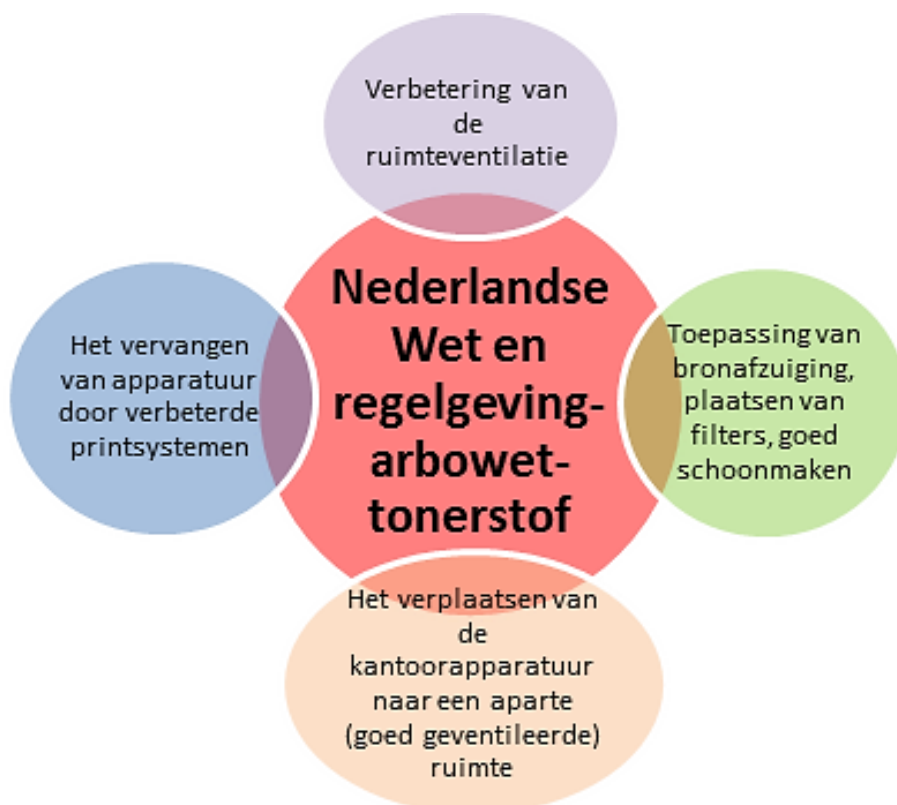 Verbetering van
de
ruimteventilatie
Nederlandse
Wet en
regelgeving-
arbowet-
tonerstof
Het vervangen
van apparatuur
door verbeterde
printsystemen
Toepassing van
bronafzuiging,
plaatsen van
filters, goed
schoonmaken
Het verplaatsen van
de
kantoorapparatuur
naar een aparte
(goed geventileerde)
ruimte